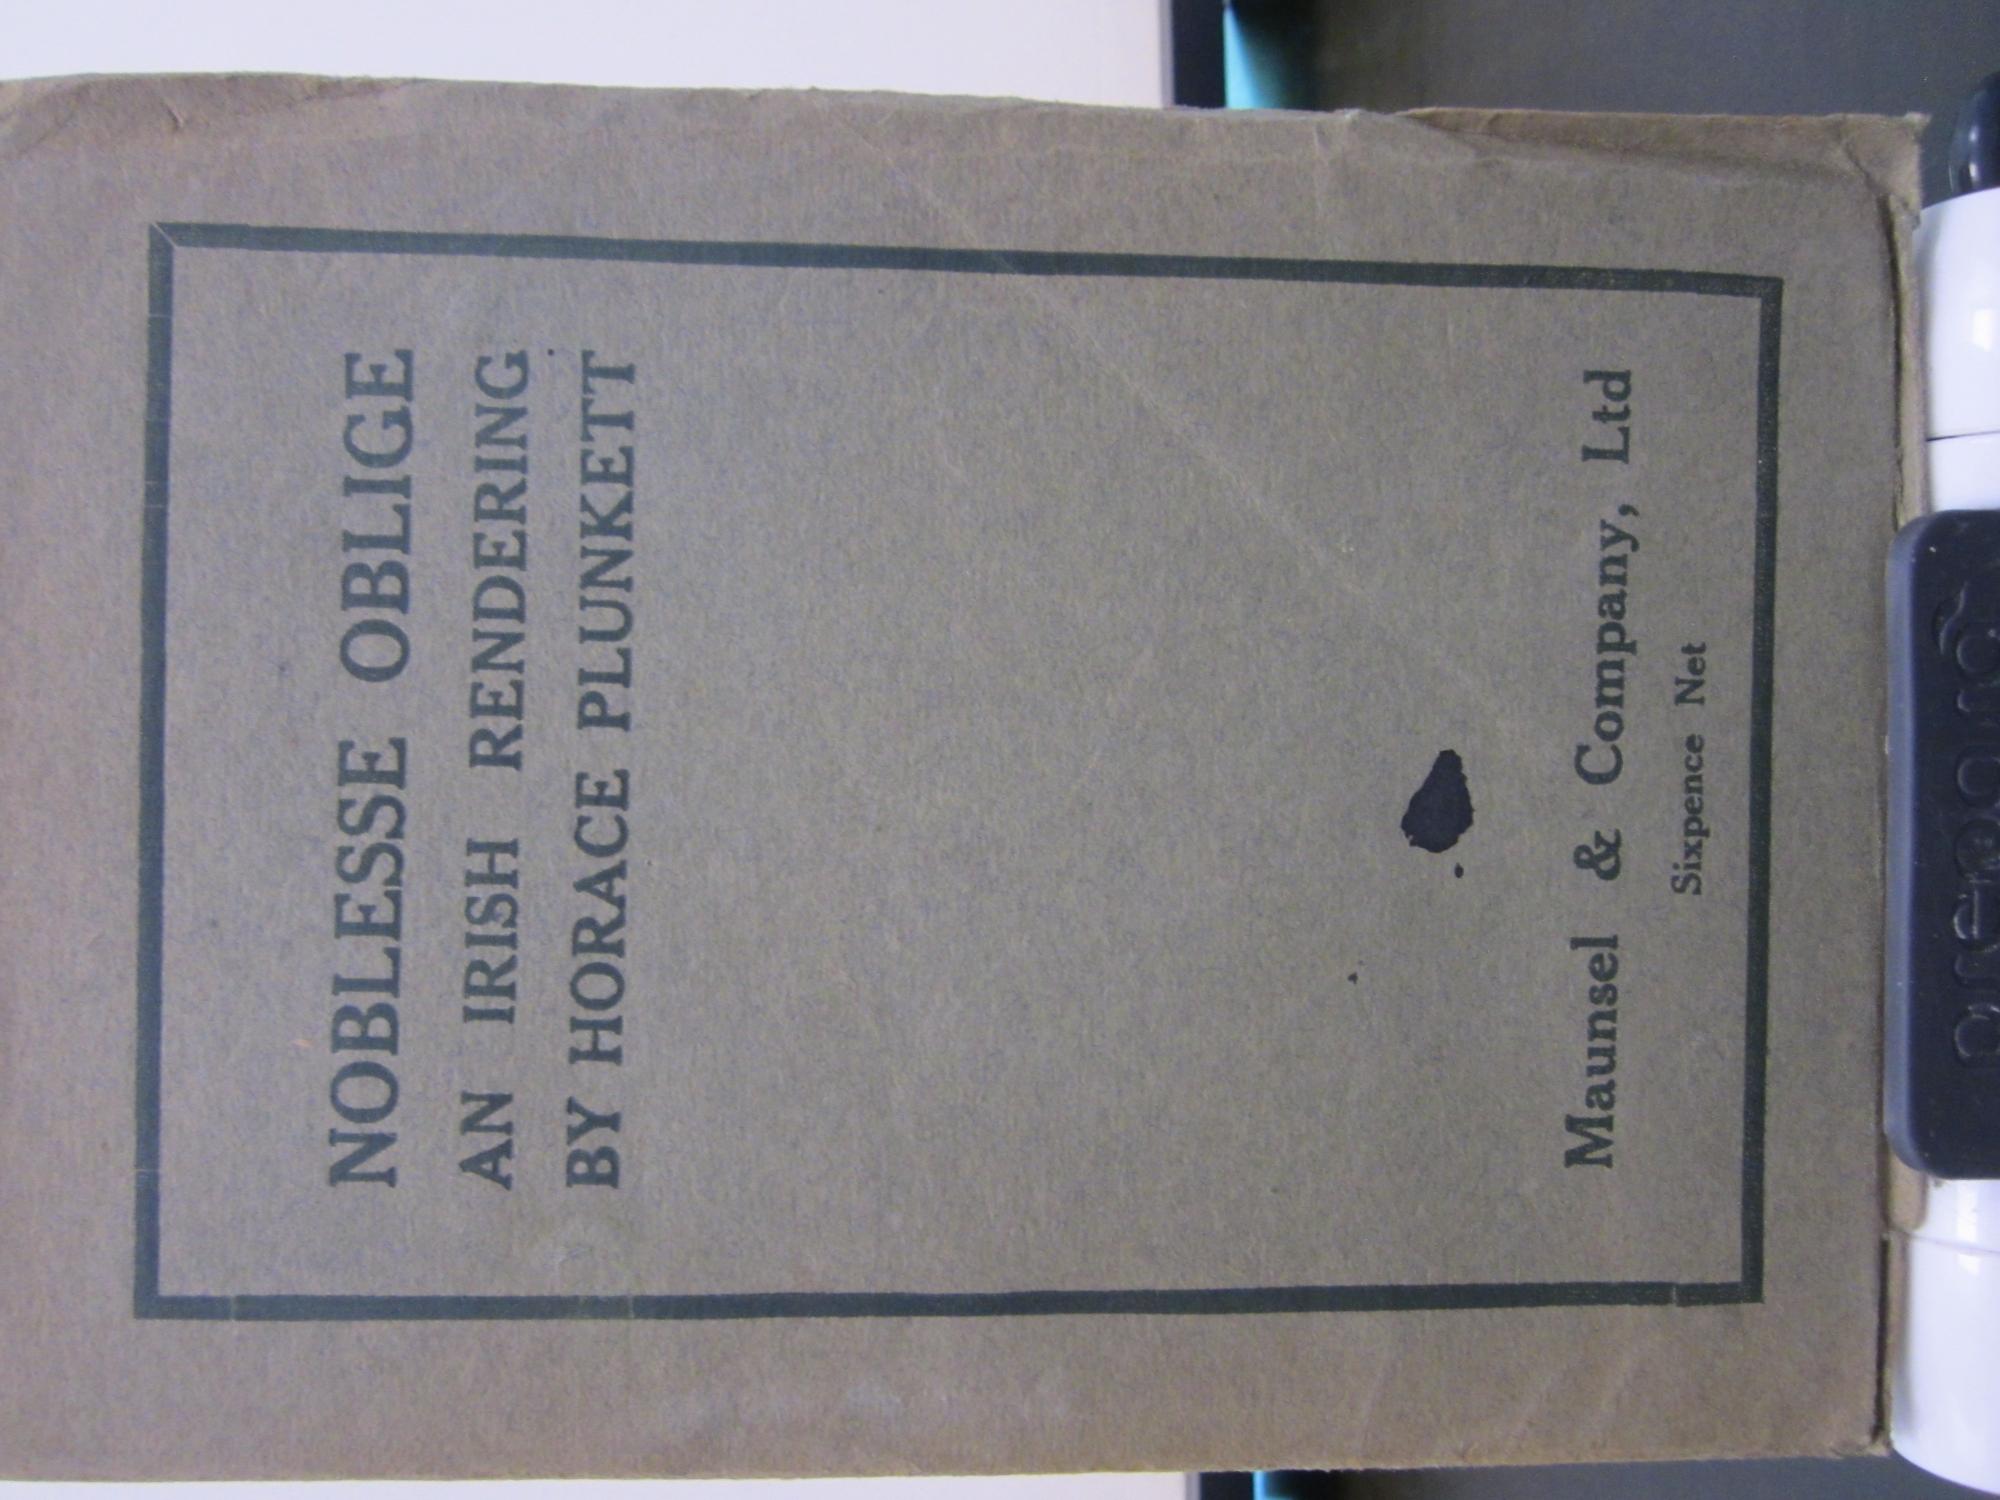 NOBLESSE OBLIGE
AN IRISH RENDERING
BY HORACE PLUNKETT
Maunsel & Company, Ltd
Sixpence Net